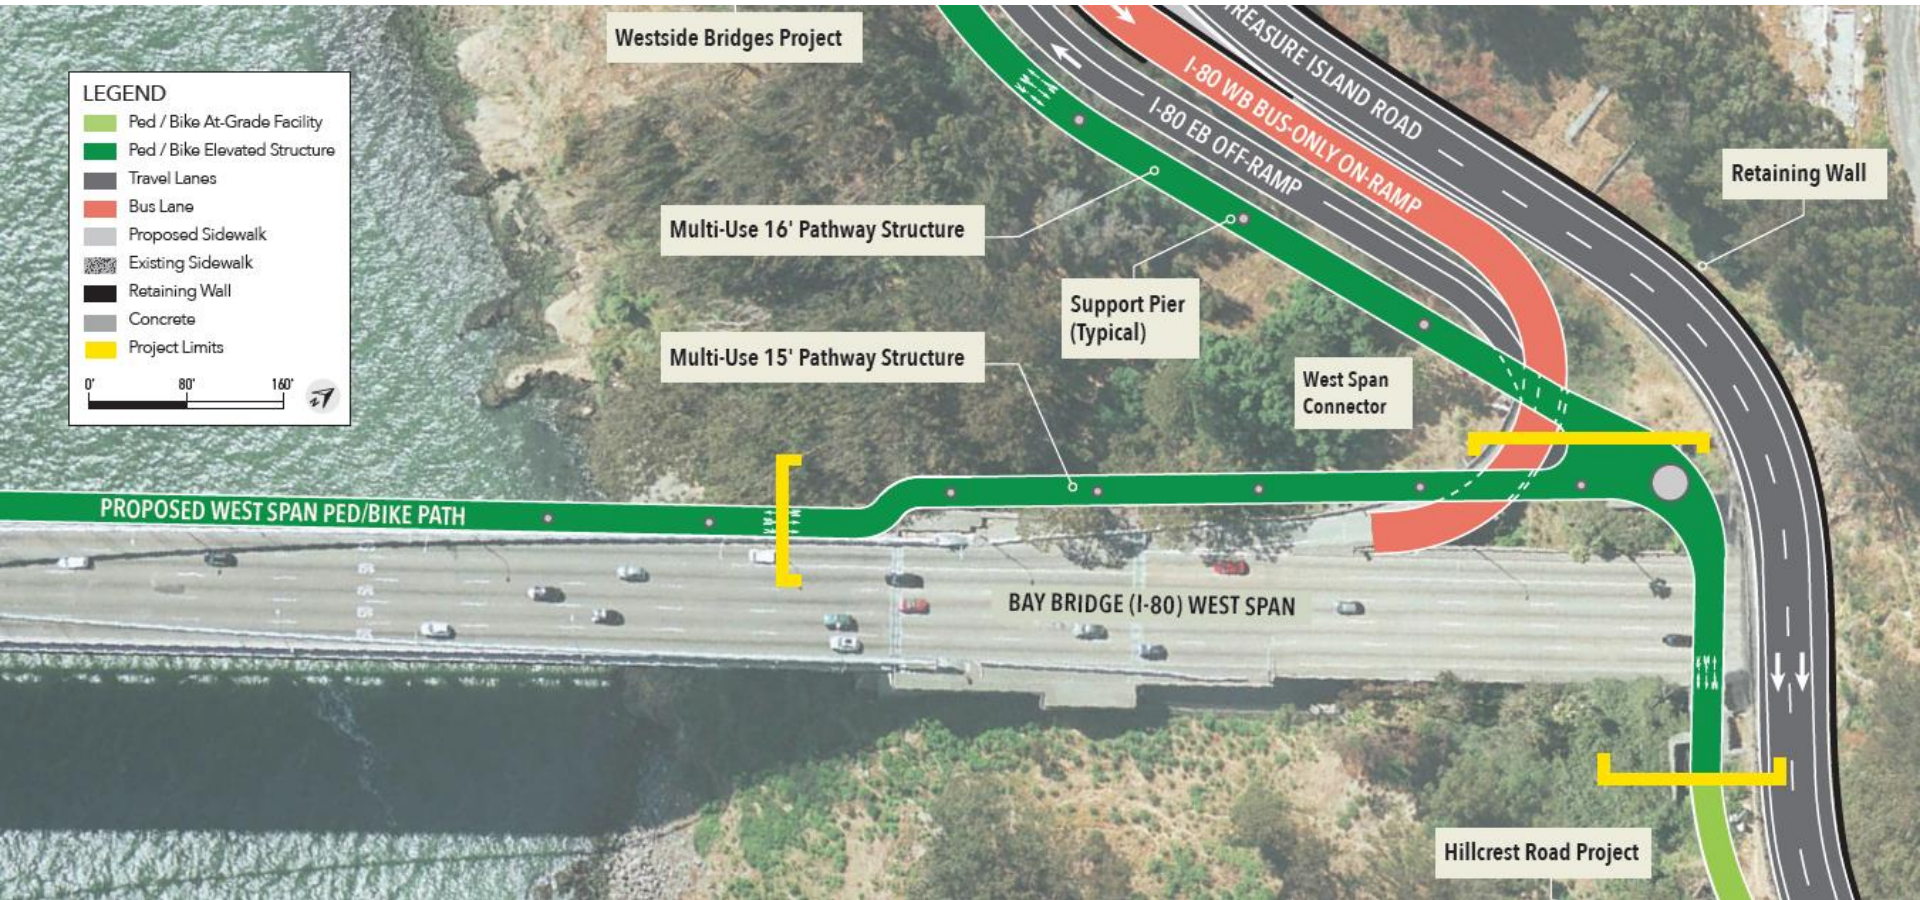 Westside Bridges Project
TREASURE ISLAND ROAD
I-80 WB BUS-ONLY ON-RAMP
I-80 EB OFF-RAMP
LEGEND
Ped / Bike At-Grade Facility
Ped / Bike Elevated Structure
Travel Lanes
Bus Lane
Proposed Sidewalk
Existing Sidewalk
Retaining Wall
Concrete
Project Limits
0' 80' 160'
Z
Retaining Wall
Multi-Use 16' Pathway Structure
Support Pier
(Typical)
Multi-Use 15' Pathway Structure
West Span
Connector
PROPOSED WEST SPAN PED/BIKE PATH
BAY BRIDGE (I-80) WEST SPAN
Hillcrest Road Project